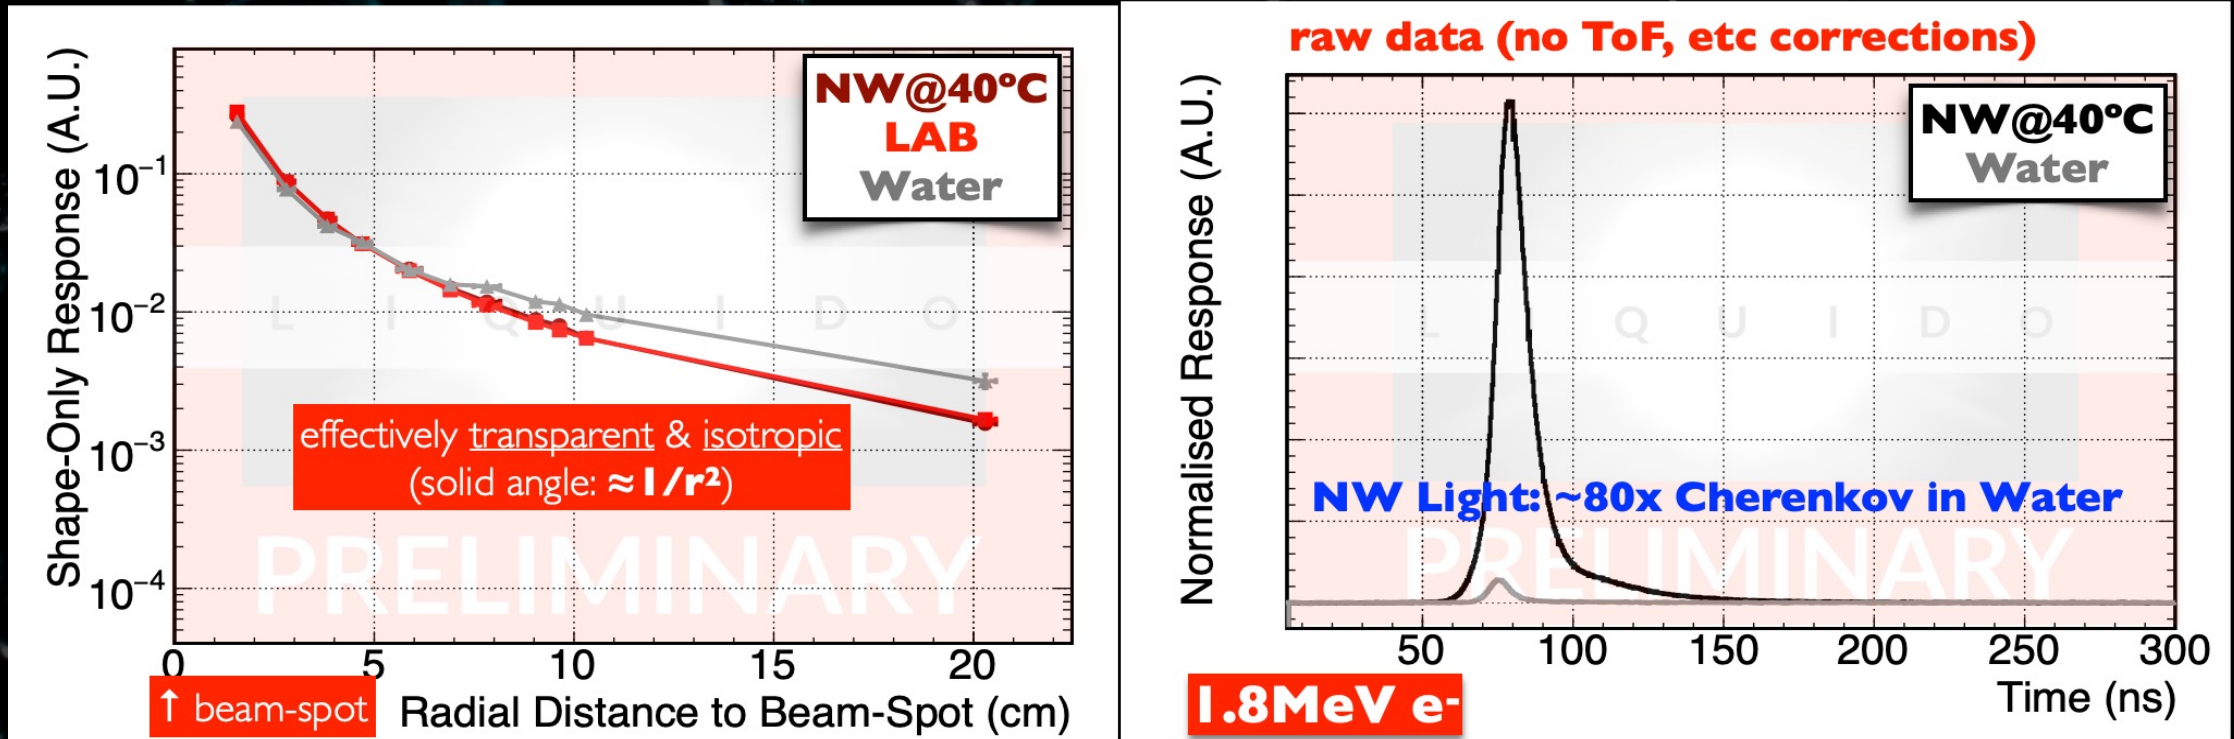 Shape-Only Response (A.U.)
10⁻¹
10⁻²
10⁻³
10⁻⁴
NW@40ºC
LAB
Water
L I Q U I D O
effectively transparent & isotropic
(solid angle: ≈1/r²)
PRELIMINARY
0 5 10 15 20
↑ beam-spot
Radial Distance to Beam-Spot (cm)
raw data (no ToF, etc corrections)
Normalised Response (A.U.)
NW@40ºC
Water
L I Q U I D O
NW Light: ~80x Cherenkov in Water
PRELIMINARY
50 100 150 200 250 300
1.8MeV e-
Time (ns)